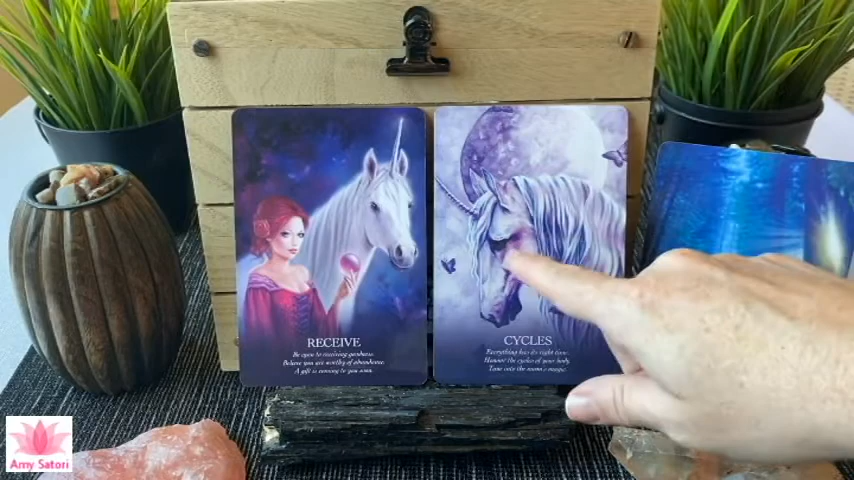 RECEIVE
Be open to receiving goodness.
Believe you are worthy of abundance.
A gift is coming to you soon.
CYCLES
Everything has its right time.
Honour the cycles of your body.
Tune into the moon's magic.
Amy Satori